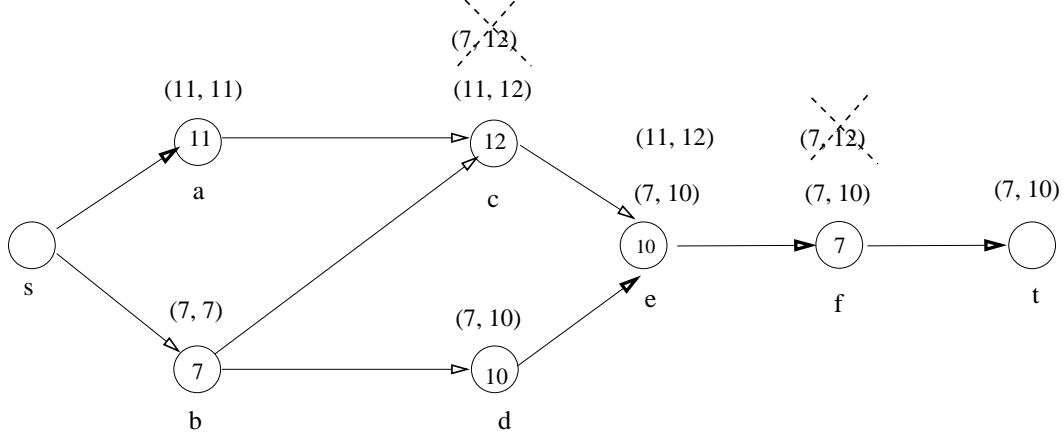 (7, 12)
(11, 11)
(11, 12)
11
12
a
c
(11, 12)
(7, 12)
(7, 10)
(7, 10)
(7, 10)
s
10
7
e
f
t
(7, 7)
(7, 10)
7
10
b
d